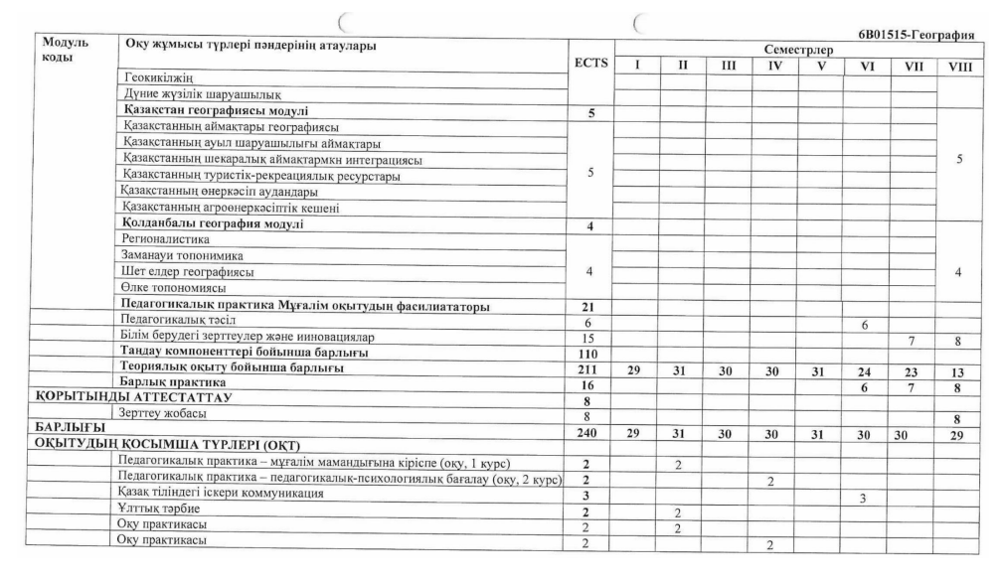 6B01515-География
Модуль коды Оқу жұмысы түрлері пәндерінің атаулары ECTS Семестрлер
I II III IV V VI VII VIII
Геокикілжің
Дүние жүзілік шаруашылық
Қазақстан географиясы модулі 5
Қазақстанның аймақтары географиясы
Қазақстанның ауыл шаруашылығы аймақтары
Қазақстанның шекаралық аймақтармкн интеграциясы
Қазақстанның туристік-рекреациялық ресурстары 5 5
Қазақстанның өнеркәсіп аудандары
Қазақстанның агроөнеркәсіптік кешені
Қолданбалы география модулі 4
Регионалистика
Заманауи топонимика
Шет елдер географиясы 4 4
Өлке топономиясы
Педагогикалық практика Мұғалім оқытудың фасилиататоры 21
Педагогикалық тәсіл 6 6
Білім берудегі зерттеулер және ииновациялар 15 7 8
Таңдау компоненттері бойынша барлығы 110
Теориялық оқыту бойынша барлығы 211 29 31 30 30 31 24 23 13
Барлық практика 16 6 7 8
ҚОРЫТЫНДЫ АТТЕСТАТТАУ 8
Зерттеу жобасы 8 8
БАРЛЫҒЫ 240 29 31 30 30 31 30 30 29
ОҚЫТУДЫҢ ҚОСЫМША ТҮРЛЕРІ (ОҚТ)
Педагогикалық практика – мұғалім мамандығына кіріспе (оқу, 1 курс) 2 2
Педагогикалық практика – педагогикалық-психологиялық бағалау (оқу, 2 курс) 2 2
Қазақ тіліндегі іскери коммуникация 3 3
Ұлттық тәрбие 2 2
Оқу практикасы 2 2
Оқу практикасы 2 2